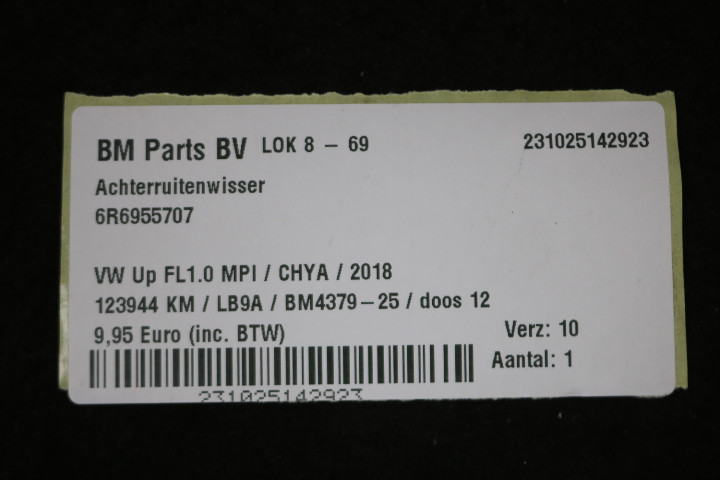 BM Parts BV LOK 8 - 69 231025142923
Achterruitenwisser
6R6955707
VW Up FL1.0 MPI / CHYA / 2018
123944 KM / LB9A / BM4379-25 / doos 12
9,95 Euro (inc. BTW) Verz: 10
Aantal: 1
231025142923